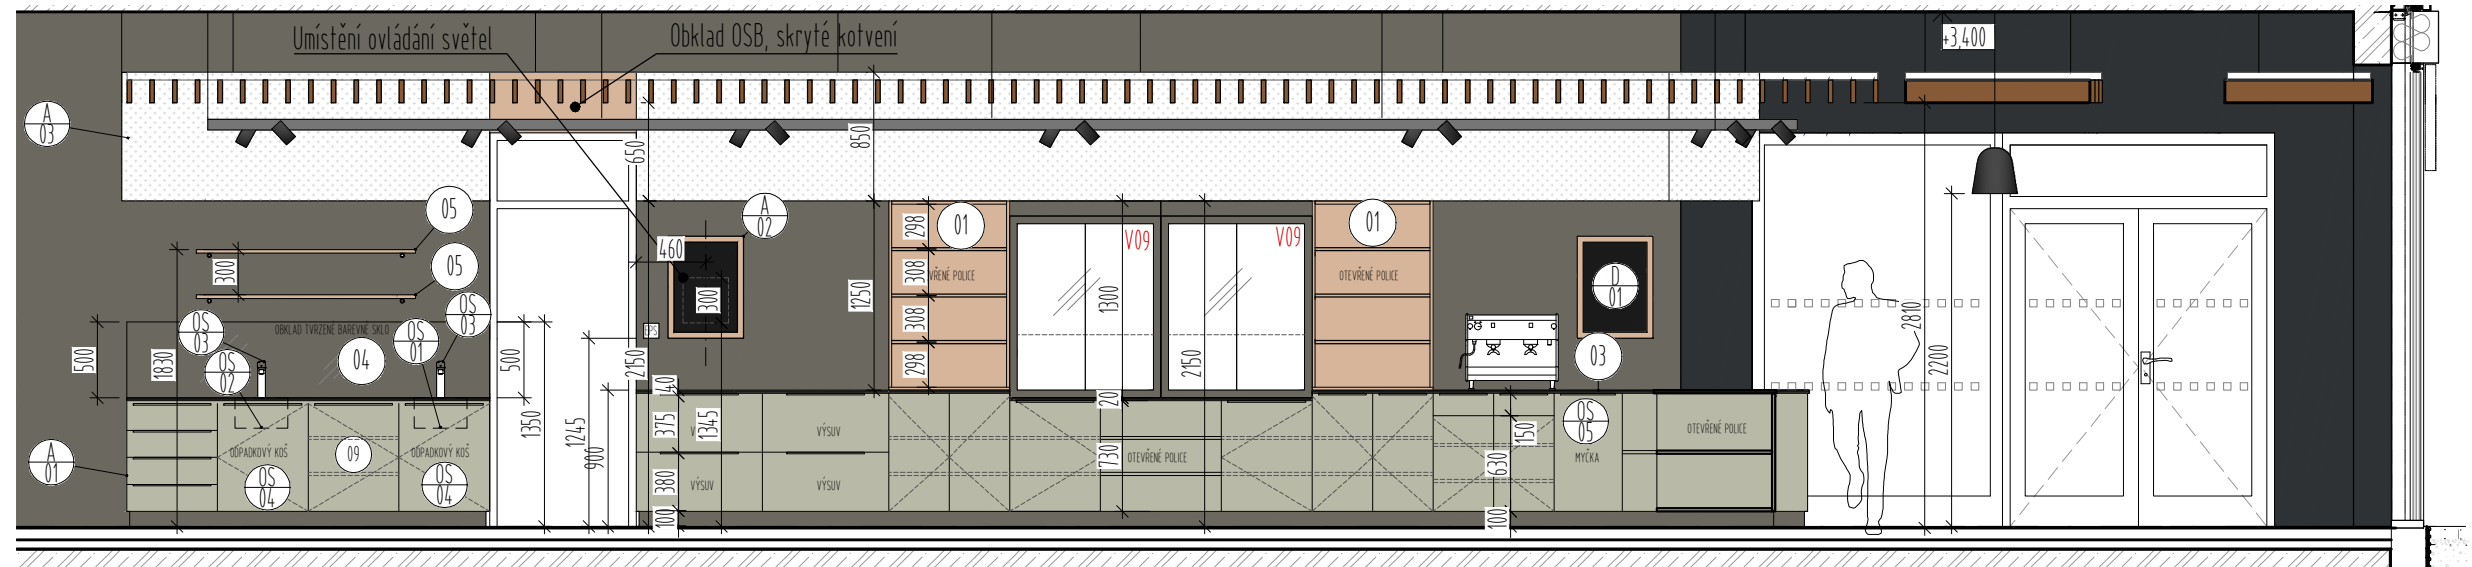 Umístění ovládání světel
Obklad OSB, skryté kotvení
+3,400
A
03
650
850
05
A
02
460
01
298
V09
V09
01
300
05
308
VŘENÉ POLICE
OTEVŘENÉ POLICE
D
01
300
1250
1300
2810
OS
03
OS
03
OBKLAD TVRZENÉ BAREVNÉ SKLO
OS
01
308
EPS
500
1830
OS
02
04
500
2150
298
2150
03
2200
40
20
1350
1245
900
375
1345
VÝSUV
150
OS
05
OTEVŘENÉ POLICE
A
01
ODPADKOVÝ KOŠ
09
ODPADKOVÝ KOŠ
730
OTEVŘENÉ POLICE
630
MYČKA
OS
04
OS
04
380
VÝSUV
VÝSUV
100
100